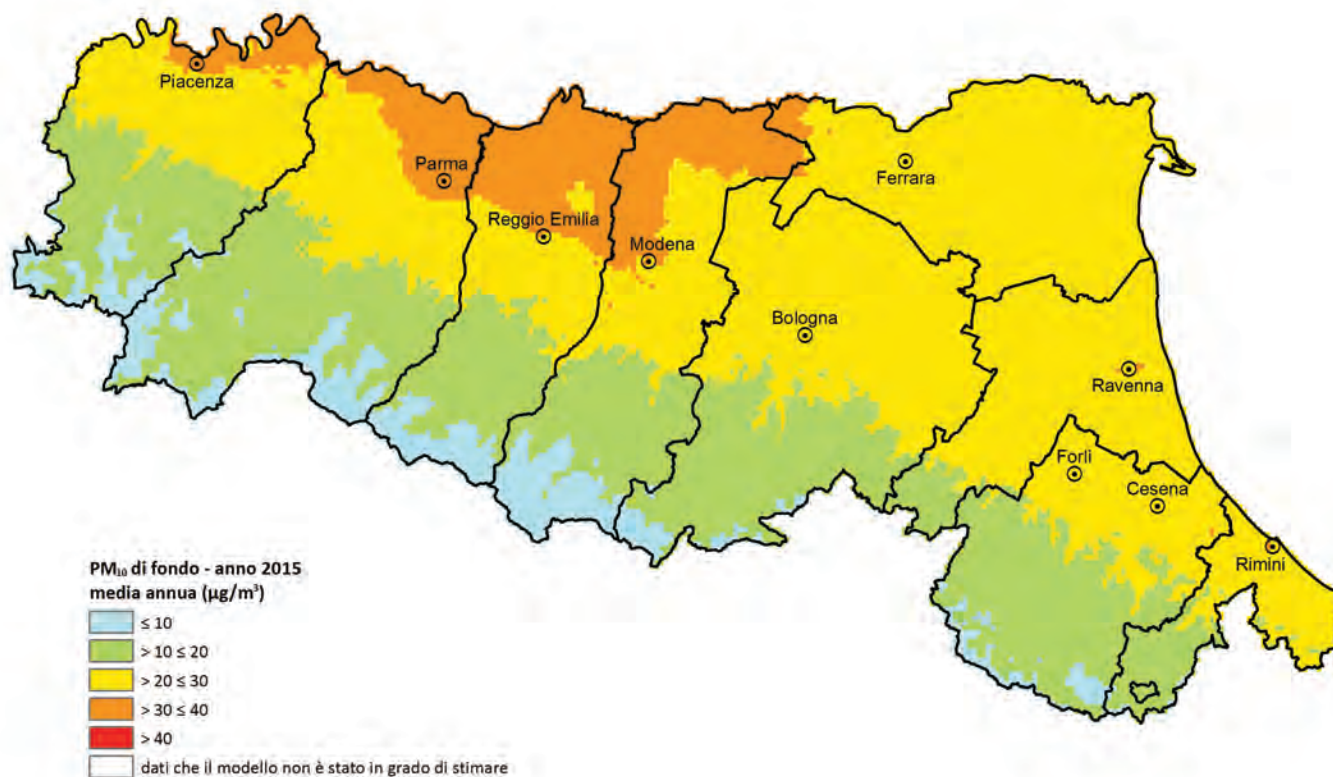 Piacenza
Parma
Ferrara
Reggio Emilia
Modena
Bologna
Ravenna
Forlì
Cesena
Rimini
PM₁₀ di fondo - anno 2015
media annua (µg/m³)
≤ 10
> 10 ≤ 20
> 20 ≤ 30
> 30 ≤ 40
> 40
dati che il modello non è stato in grado di stimare